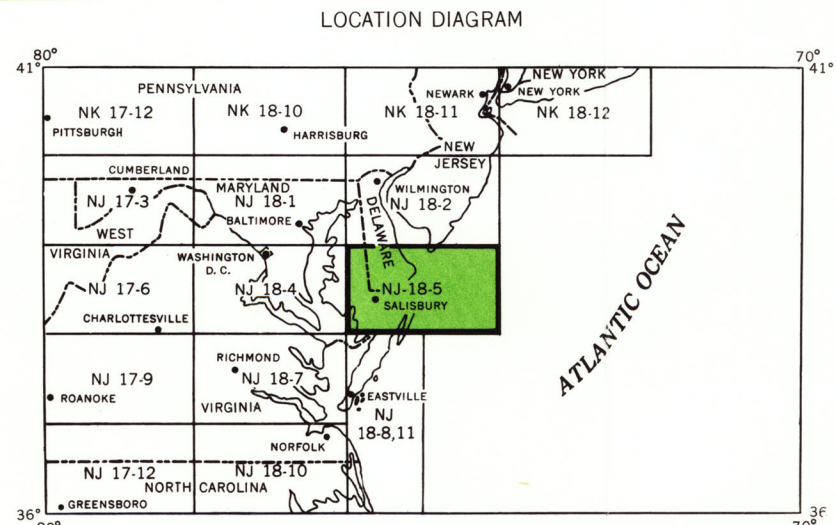 LOCATION DIAGRAM
80° 70°
41° 41°
PENNSYLVANIA
NEW YORK
NEWARK NEW YORK
NK 17-12 NK 18-10 NK 18-11 NK 18-12
PITTSBURGH HARRISBURG
NEW
JERSEY
CUMBERLAND
MARYLAND WILMINGTON
NJ 17-3 NJ 18-1 NJ 18-2
BALTIMORE
DELAWARE
WEST
VIRGINIA
WASHINGTON
D.C.
NJ 17-6 NJ 18-4 NJ-18-5
SALISBURY
CHARLOTTESVILLE
ATLANTIC OCEAN
RICHMOND
NJ 17-9 NJ 18-7
ROANOKE EASTVILLE
VIRGINIA
NJ
18-8,11
NORFOLK
NJ 17-12 NJ 18-10
NORTH CAROLINA
GREENSBORO
36° 36